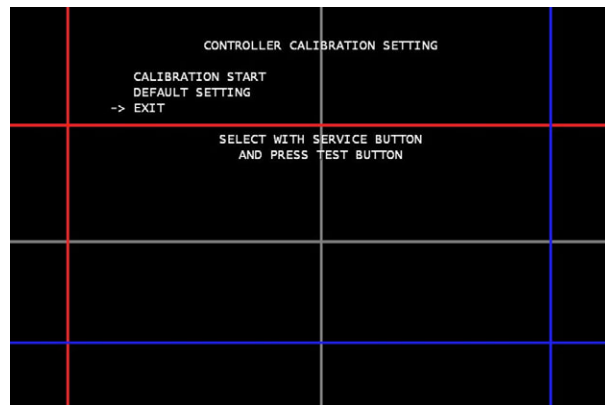 CONTROLLER CALIBRATION SETTING
CALIBRATION START
DEFAULT SETTING
-> EXIT
SELECT WITH SERVICE BUTTON
AND PRESS TEST BUTTON